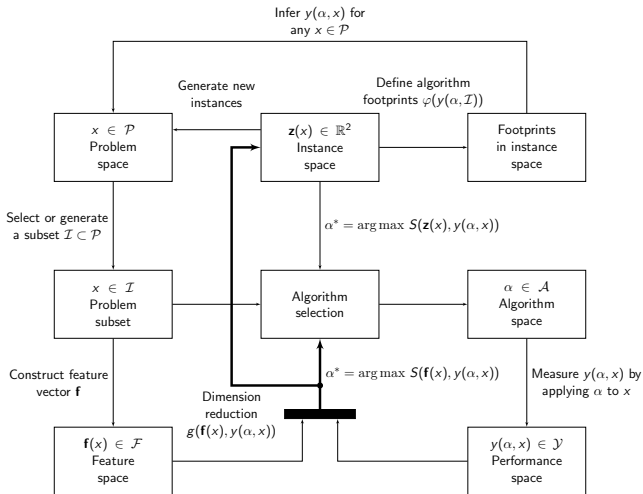 Infer y(α, x) for
any x ∈ 𝒫
Generate new
instances
Define algorithm
footprints φ(y(α, ℐ))
x ∈ 𝒫
Problem
space
z(x) ∈ ℝ²
Instance
space
Footprints
in instance
space
Select or generate
a subset ℐ ⊂ 𝒫
α* = arg max S(z(x), y(α, x))
x ∈ ℐ
Problem
subset
Algorithm
selection
α ∈ 𝒜
Algorithm
space
Construct feature
vector f
α* = arg max S(f(x), y(α, x))
Measure y(α, x) by
applying α to x
Dimension
reduction
g(f(x), y(α, x))
f(x) ∈ ℱ
Feature
space
y(α, x) ∈ 𝒴
Performance
space